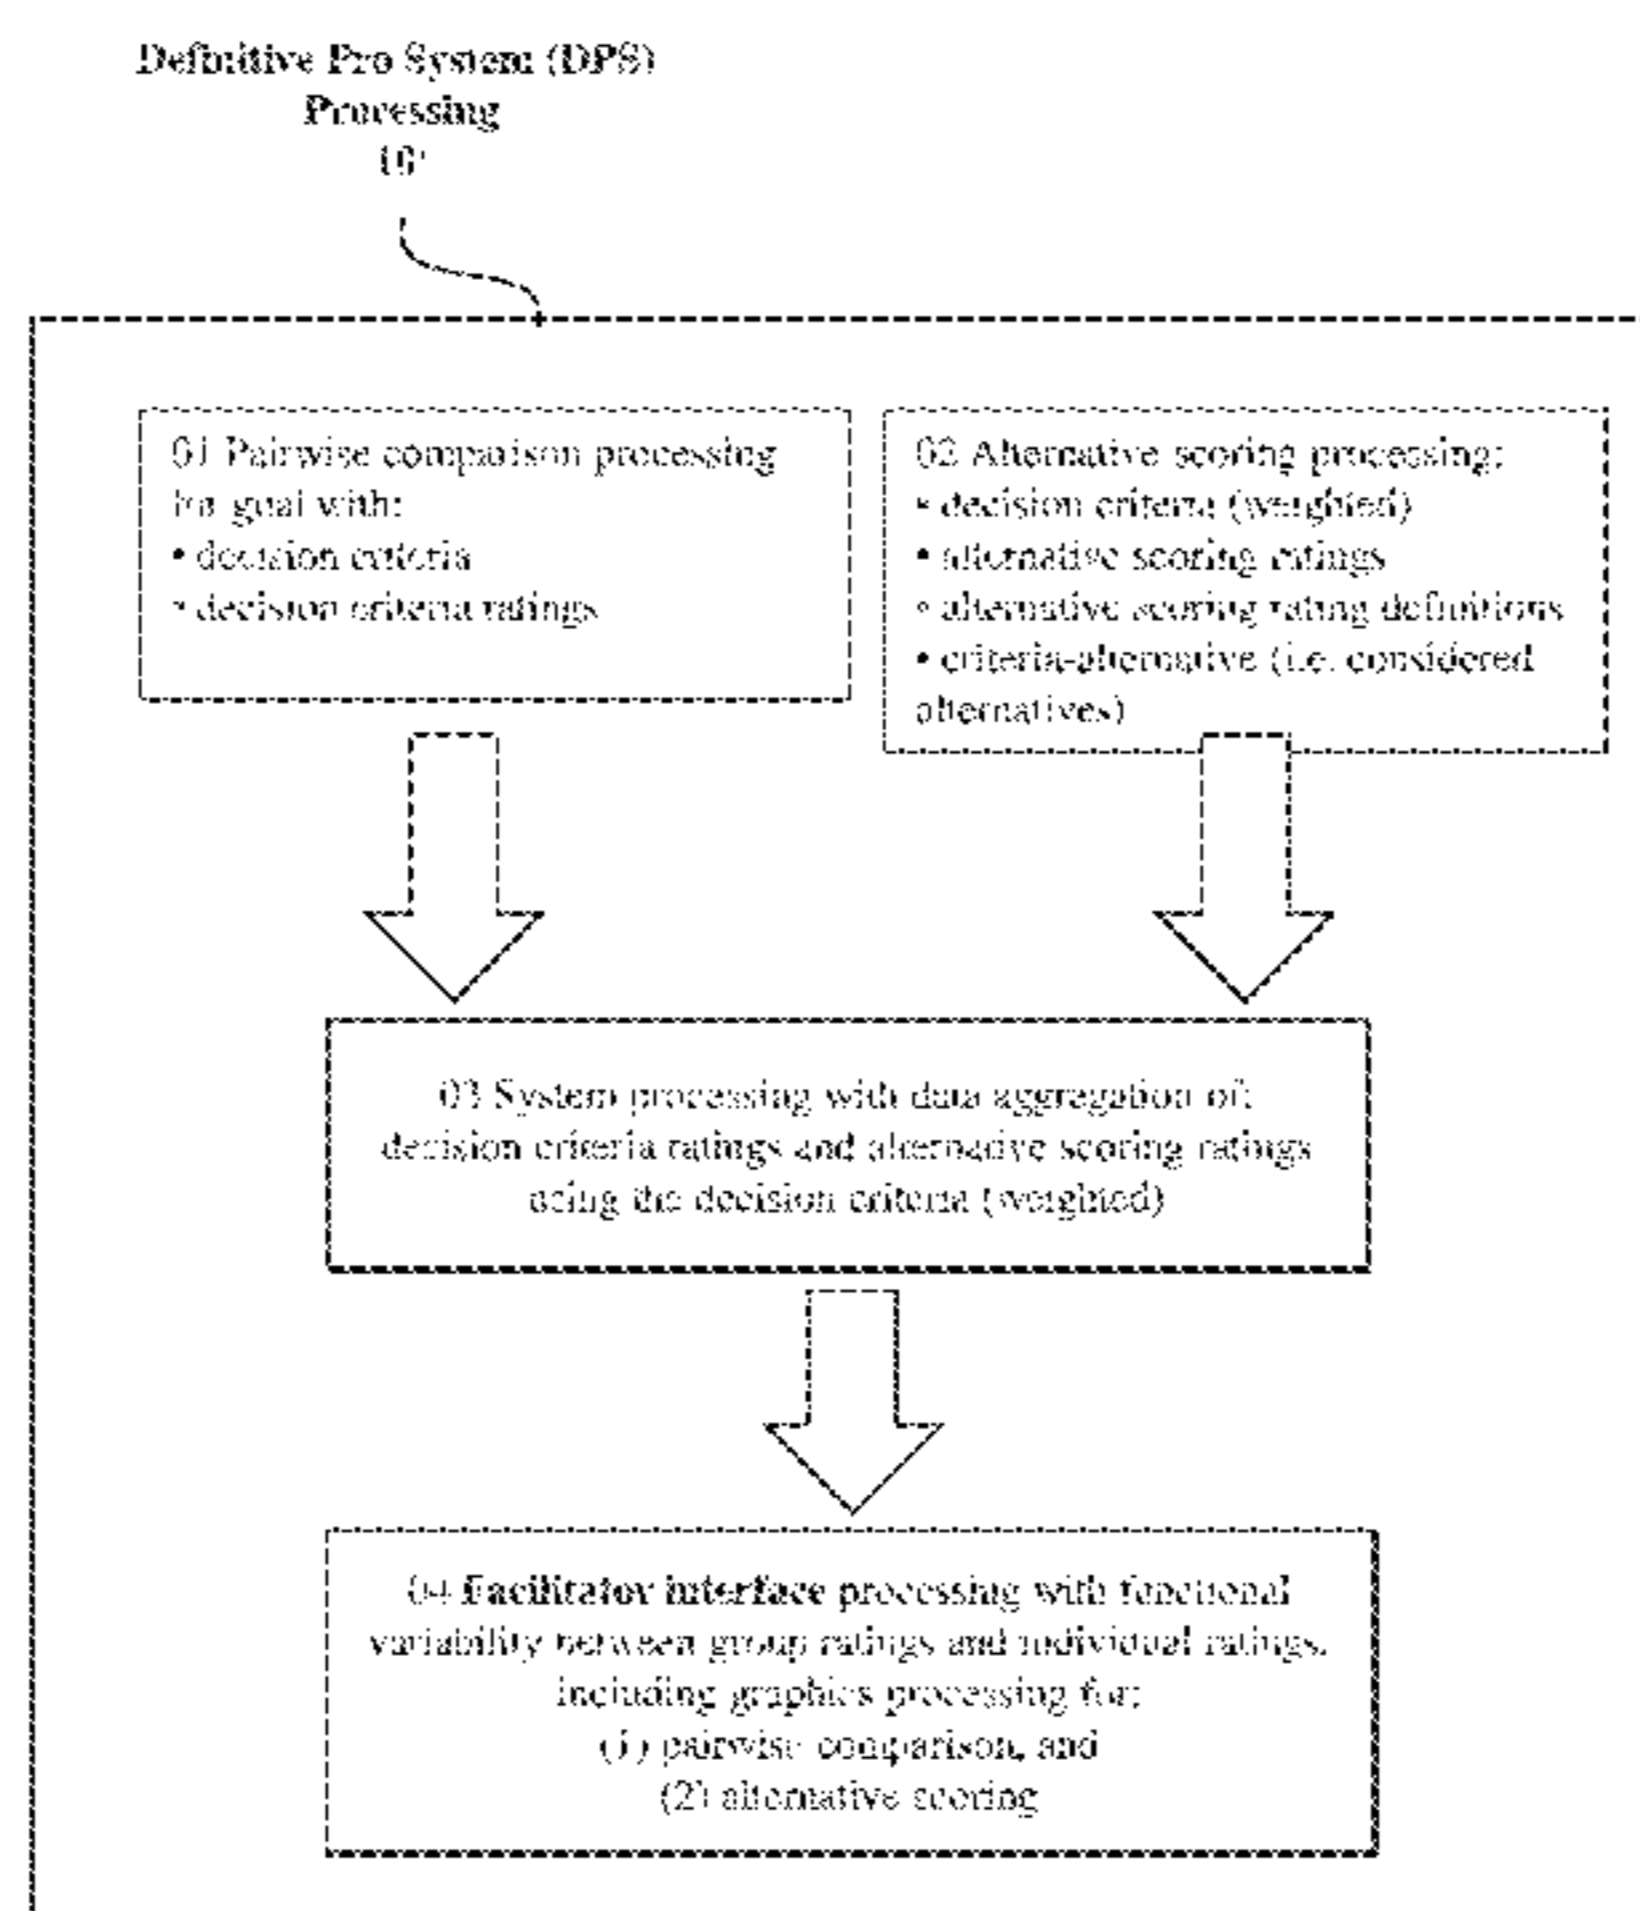 Definitive Pro System (DPS)
Processing
10'
01 Pairwise comparison processing
for goal with:
• decision criteria
• decision criteria ratings
02 Alternative scoring processing:
• decision criteria (weighted)
• alternative scoring ratings
• alternative scoring rating definitions
• criteria-alternative (i.e. considered
alternatives)
03 System processing with data aggregation of:
decision criteria ratings and alternative scoring ratings
using the decision criteria (weighted)
04 Facilitator interface processing with functional
variability between group ratings and individual ratings,
including graphics processing for:
(1) pairwise comparison, and
(2) alternative scoring